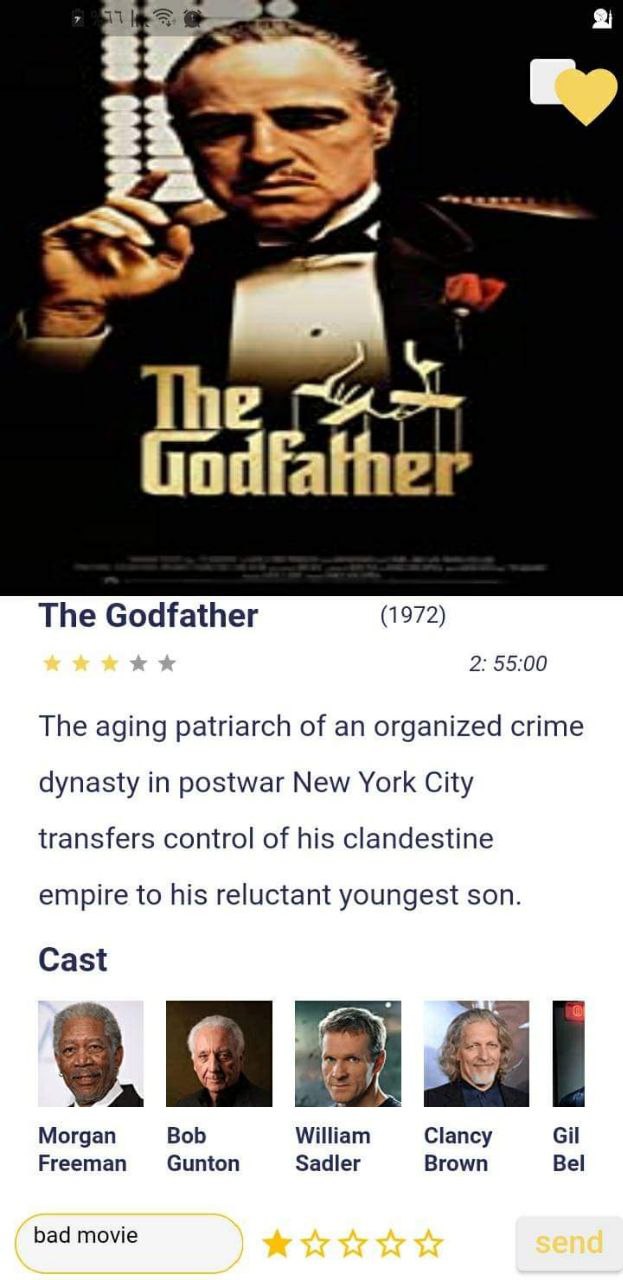 The
Godfather
The Godfather (1972)
2: 55:00
The aging patriarch of an organized crime
dynasty in postwar New York City
transfers control of his clandestine
empire to his reluctant youngest son.
Cast
Morgan Bob William Clancy Gil
Freeman Gunton Sadler Brown Bel
bad movie send